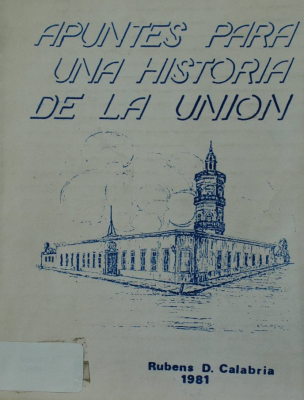 APUNTES PARA
UNA HISTORIA
DE LA UNION
Rubens D. Calabria
1981